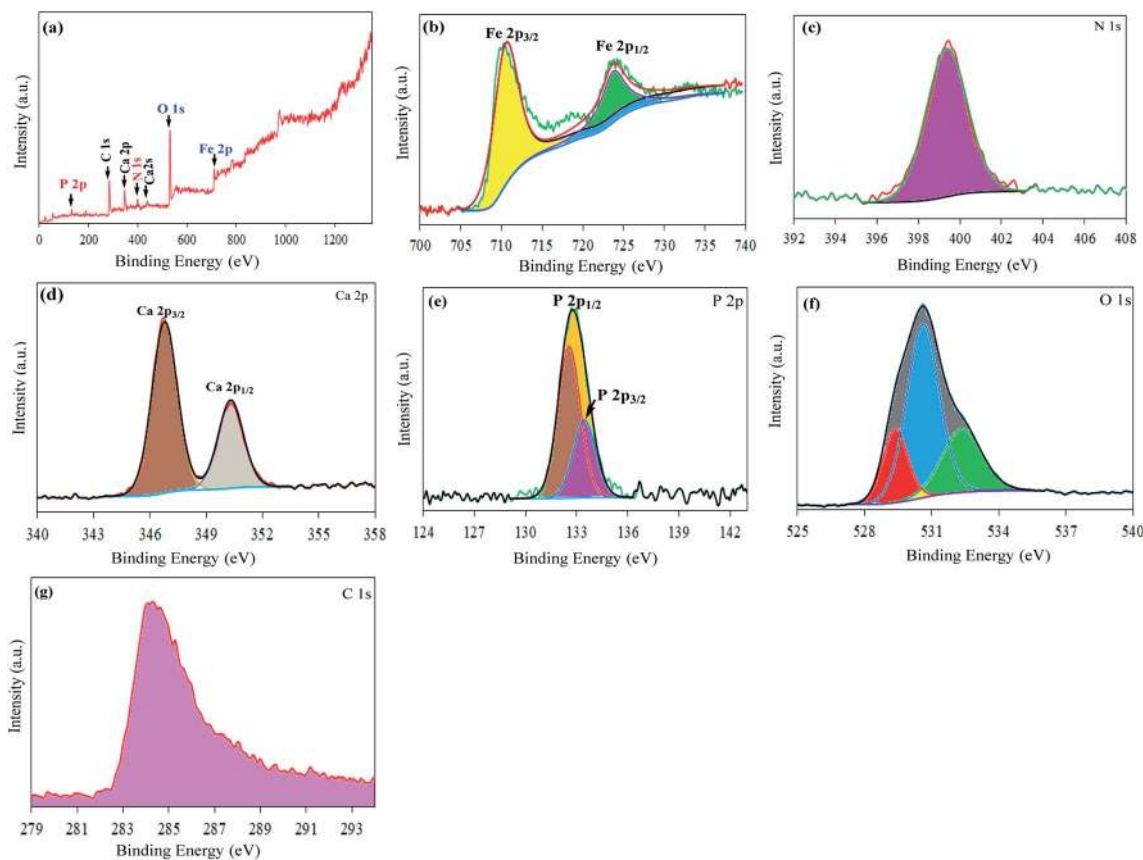 (a)
P 2p
C 1s
Ca 2p
N 1s
Ca2s
O 1s
Fe 2p
Intensity (a.u.)
0 200 400 600 800 1000 1200
Binding Energy (eV)
(b)
Fe 2p3/2
Fe 2p1/2
Intensity (a.u.)
700 705 710 715 720 725 730 735 740
Binding Energy (eV)
(c)
N 1s
Intensity (a.u.)
392 394 396 398 400 402 404 406 408
Binding Energy (eV)
(d)
Ca 2p
Ca 2p3/2
Ca 2p1/2
Intensity (a.u.)
340 343 346 349 352 355 358
Binding Energy (eV)
(e)
P 2p1/2
P 2p
P 2p3/2
Intensity (a.u.)
124 127 130 133 136 139 142
Binding Energy (eV)
(f)
O 1s
Intensity (a.u.)
525 528 531 534 537 540
Binding Energy (eV)
(g)
C 1s
Intensity (a.u.)
279 281 283 285 287 289 291 293
Binding Energy (eV)